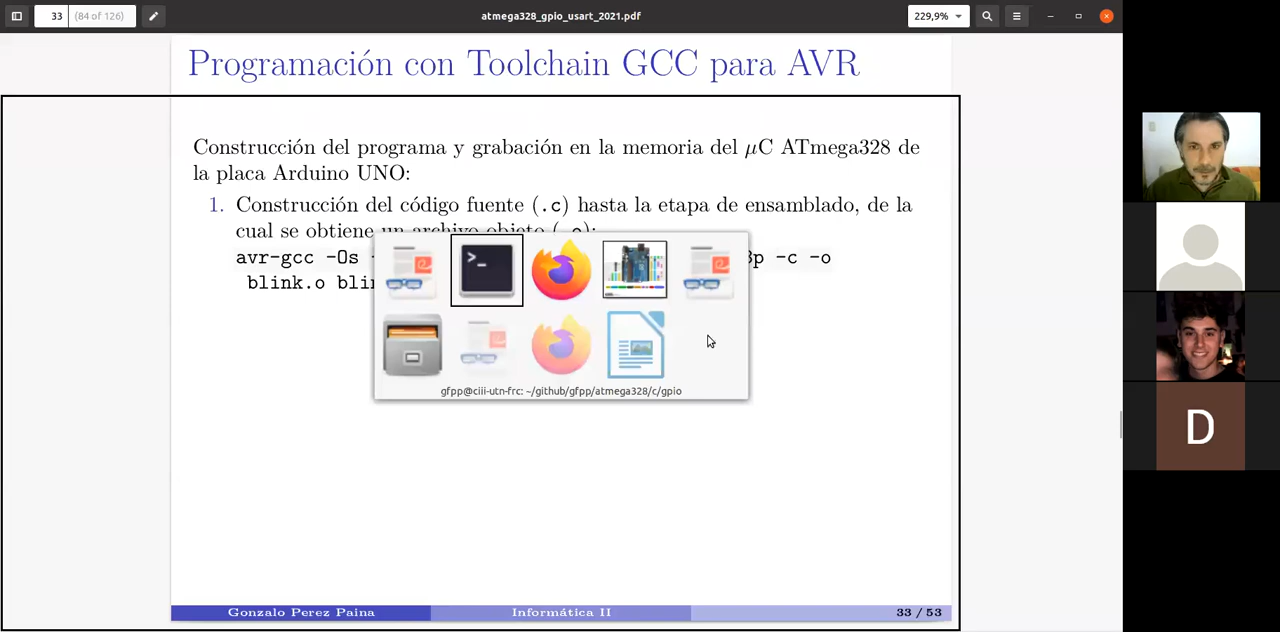 33 (84 of 126) atmega328_gpio_usart_2021.pdf 229,9%
Programación con Toolchain GCC para AVR
Construcción del programa y grabación en la memoria del μC ATmega328 de
la placa Arduino UNO:
1. Construcción del código fuente (.c) hasta la etapa de ensamblado, de la
cual se obtiene un archivo objeto (.o):
avr-gcc -Os 3p -c -o
blink.o
gfpp@ciii-utn-frc: ~/github/gfpp/atmega328/c/gpio
D
Gonzalo Perez Paina Informática II 33 / 53